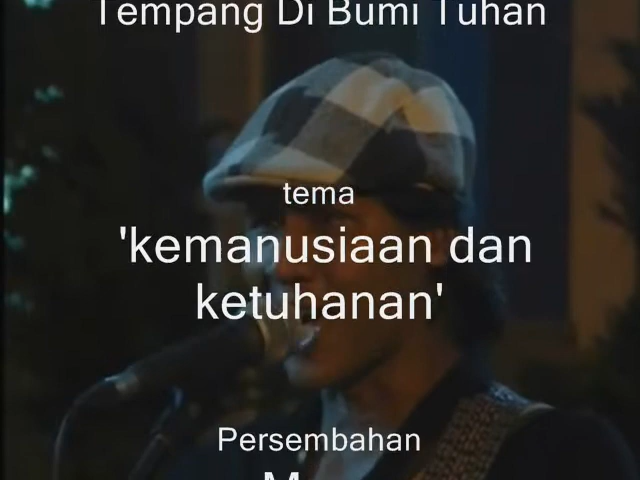 Tempang Di Bumi Tuhan
tema
'kemanusiaan dan
ketuhanan'
Persembahan